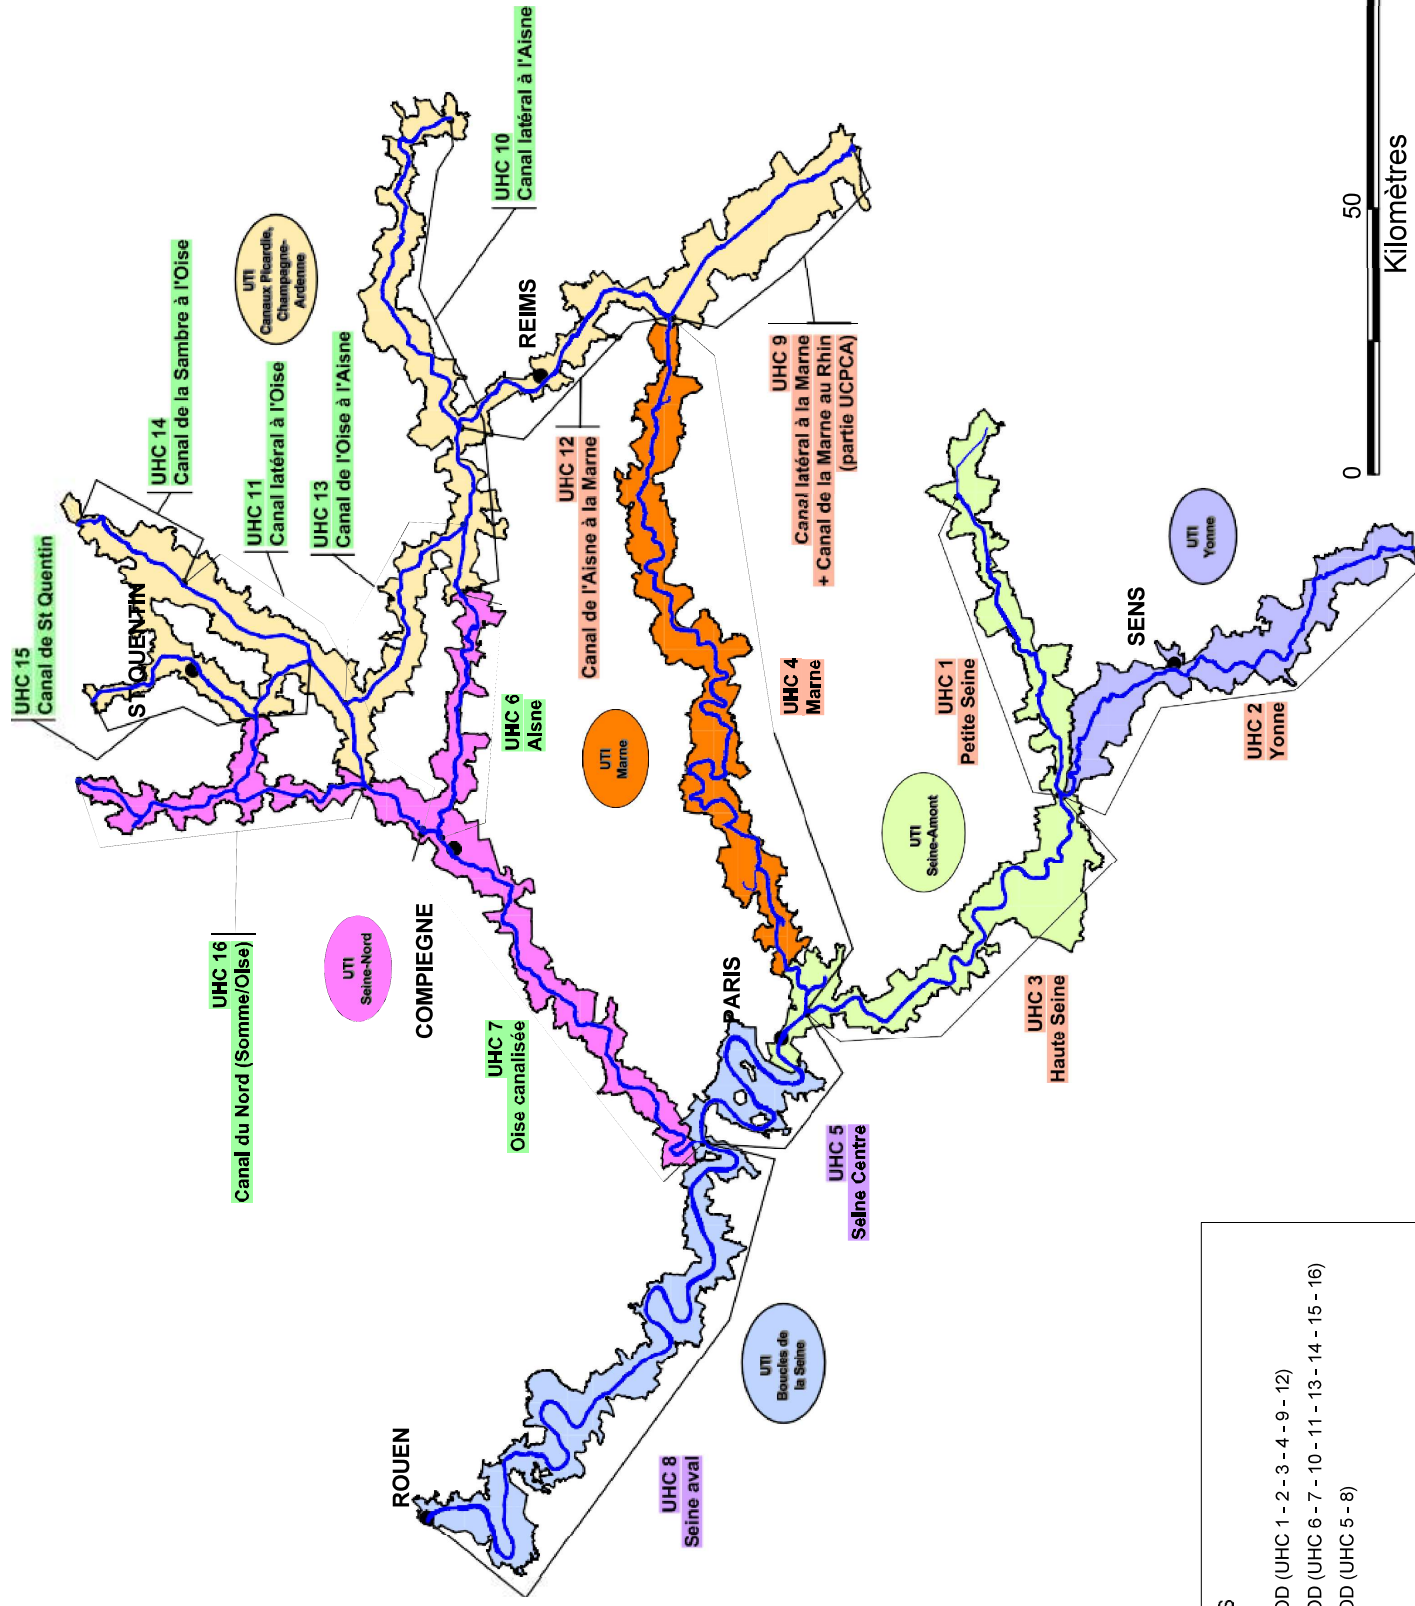 UHC 15
Canal de St Quentin
ST QUENTIN
UHC 14
Canal de la Sambre à l'Oise
UHC 11
Canal latéral à l'Oise
UHC 13
Canal de l'Oise à l'Aisne
UTI
Canaux Picardie,
Champagne-
Ardenne
UHC 10
Canal latéral à l'Aisne
REIMS
UHC 12
Canal de l'Aisne à la Marne
UHC 9
Canal latéral à la Marne
+ Canal de la Marne au Rhin
(partie UCPCA)
UHC 16
Canal du Nord (Somme/Oise)
UTI
Seine-Nord
COMPIEGNE
UHC 6
Aisne
UHC 7
Oise canalisée
UTI
Marne
UHC 4
Marne
PARIS
UHC 5
Seine Centre
UTI
Seine-Amont
UHC 1
Petite Seine
UHC 3
Haute Seine
SENS
UTI
Yonne
UHC 2
Yonne
ROUEN
UHC 8
Seine aval
UTI
Boucles de
la Seine
0 50
Kilomètres
S
DD (UHC 1 - 2 - 3 - 4 - 9 - 12)
DD (UHC 6 - 7 - 10 - 11 - 13 - 14 - 15 - 16)
DD (UHC 5 - 8)